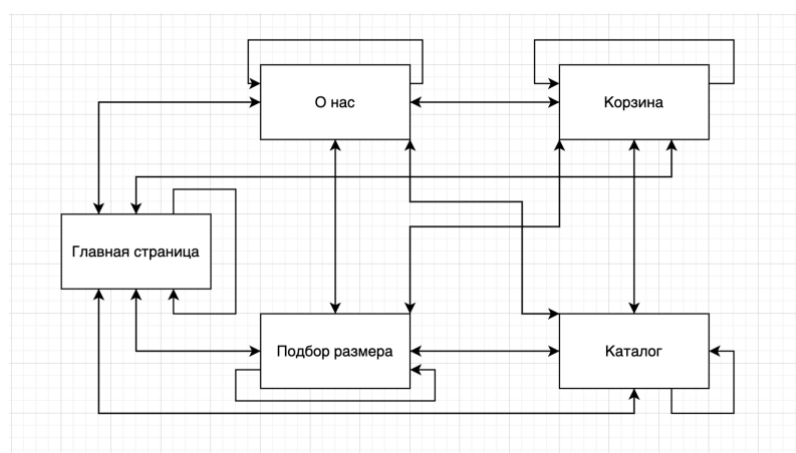 О нас
Корзина
Главная страница
Подбор размера
Каталог